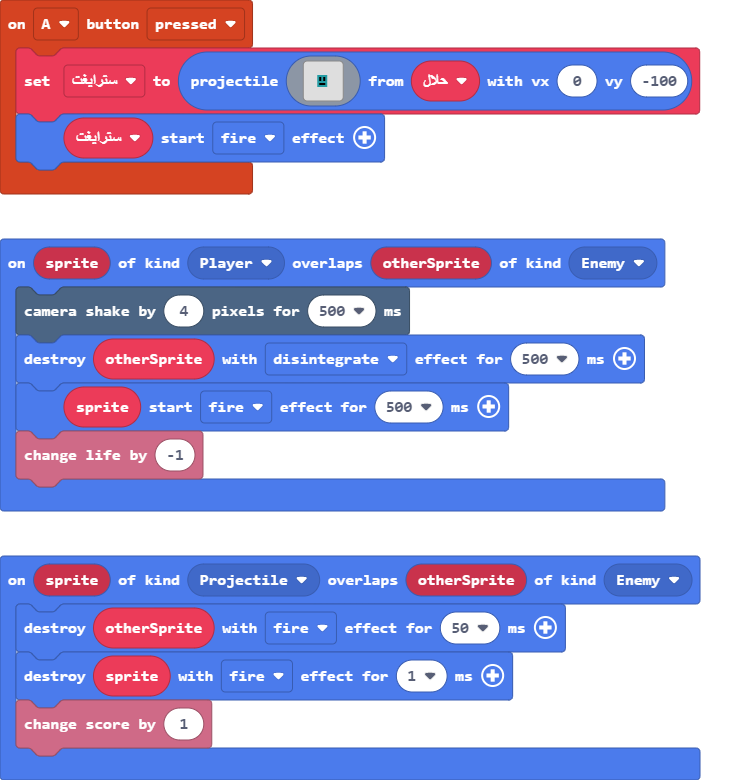 on A button pressed
set سترايغت to projectile from حلال with vx 0 vy -100
سترايغت start fire effect
on sprite of kind Player overlaps otherSprite of kind Enemy
camera shake by 4 pixels for 500 ms
destroy otherSprite with disintegrate effect for 500 ms
sprite start fire effect for 500 ms
change life by -1
on sprite of kind Projectile overlaps otherSprite of kind Enemy
destroy otherSprite with fire effect for 50 ms
destroy sprite with fire effect for 1 ms
change score by 1